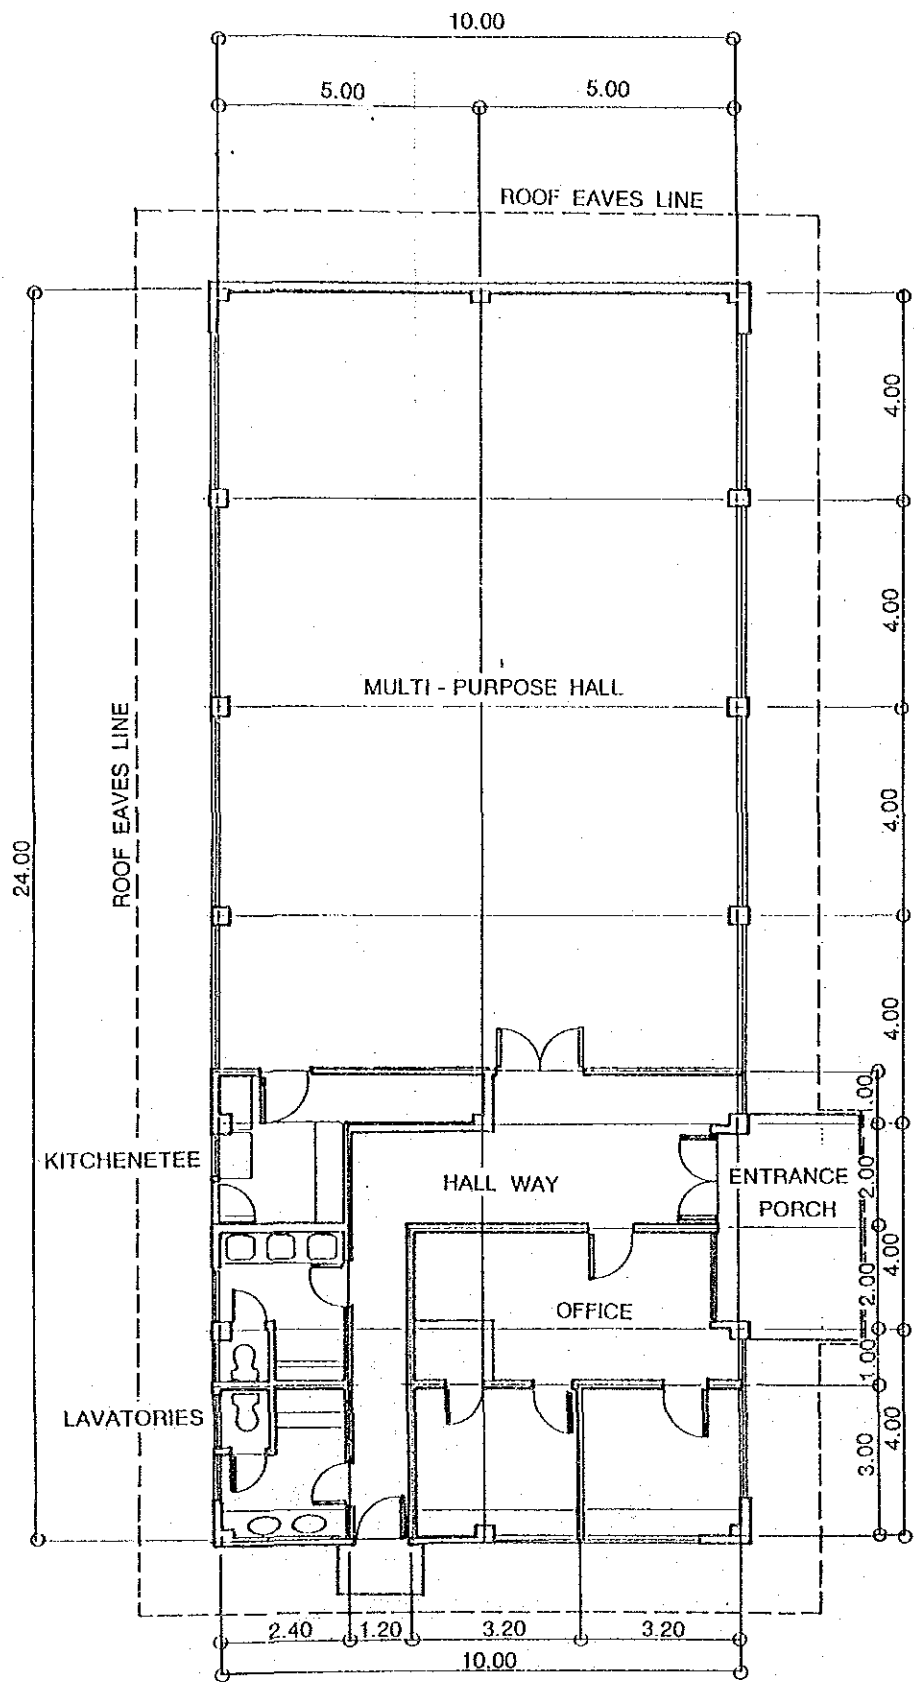 10.00
5.00
5.00
ROOF EAVES LINE
4.00
4.00
MULTI - PURPOSE HALL
ROOF EAVES LINE
4.00
24.00
4.00
1.00
KITCHENETEE
HALL WAY
ENTRANCE
PORCH
2.00
4.00
2.00
OFFICE
1.00
LAVATORIES
4.00
3.00
2.40
1.20
3.20
3.20
10.00